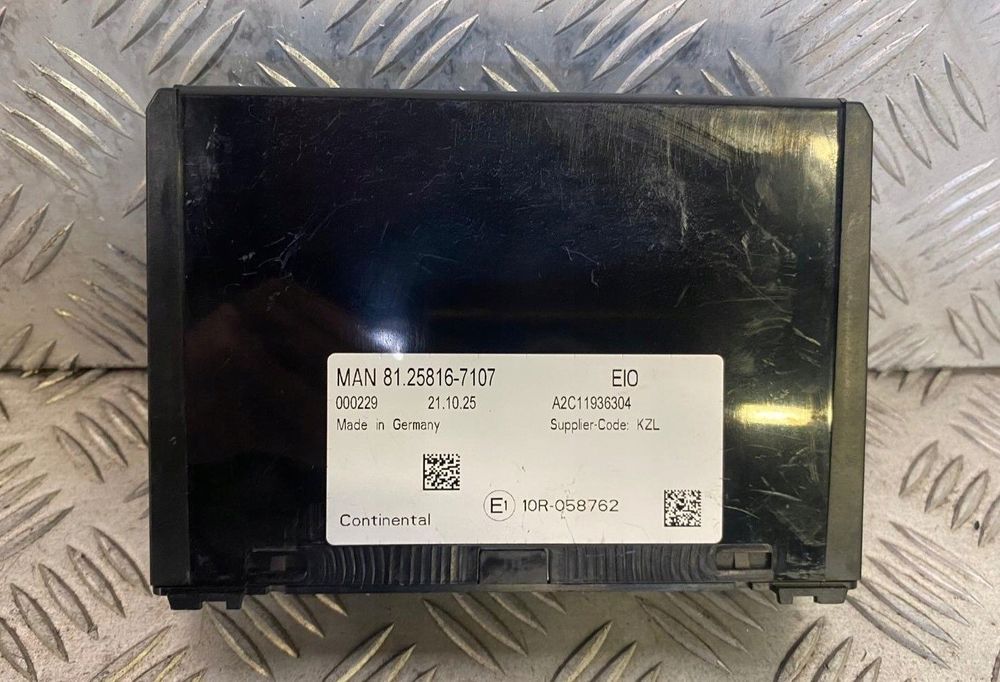 MAN 81.25816-7107 EIO
000229 21.10.25 A2C11936304
Made in Germany Supplier-Code: KZL
E1 10R-058762
Continental